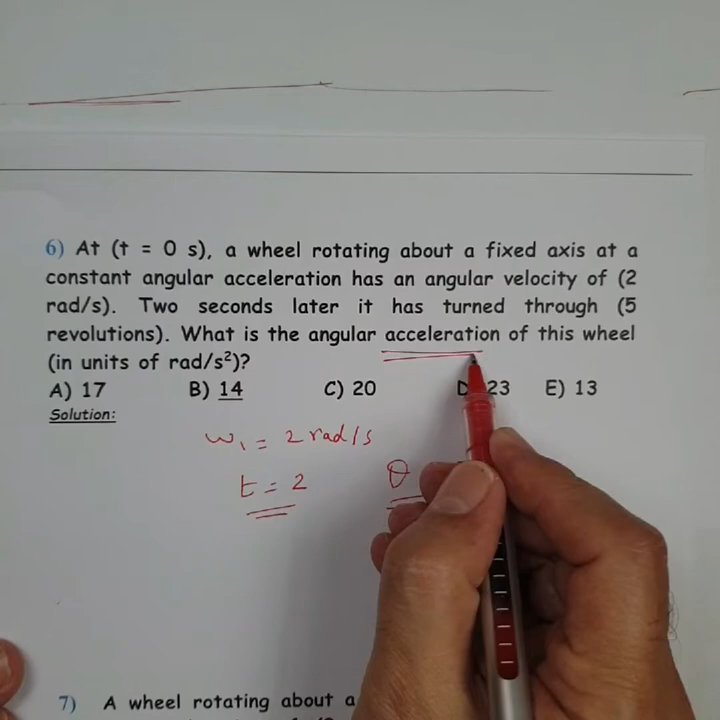 6) At (t = 0 s), a wheel rotating about a fixed axis at a
constant angular acceleration has an angular velocity of (2
rad/s). Two seconds later it has turned through (5
revolutions). What is the angular acceleration of this wheel
(in units of rad/s²)?
A) 17 B) 14 C) 20 D) 23 E) 13
Solution:
ω₁ = 2 rad/s
t = 2 θ
7) A wheel rotating about a